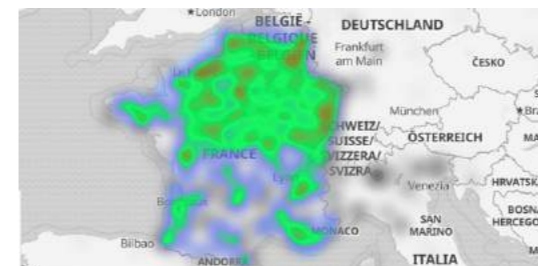 ★London
BELGIË -
BELGIQUE
BELGIEN
DEUTSCHLAND
Frankfurt
am Main
ČESKO
München
SCHWEIZ/
SUISSE/
SVIZZERA/
SVIZRA
ÖSTERREICH
FRANCE
Venezia
HRVATSK
BOSN
HERCEGO
SAN
MARINO
MONACO
Bilbao
ANDORRA
ITALIA